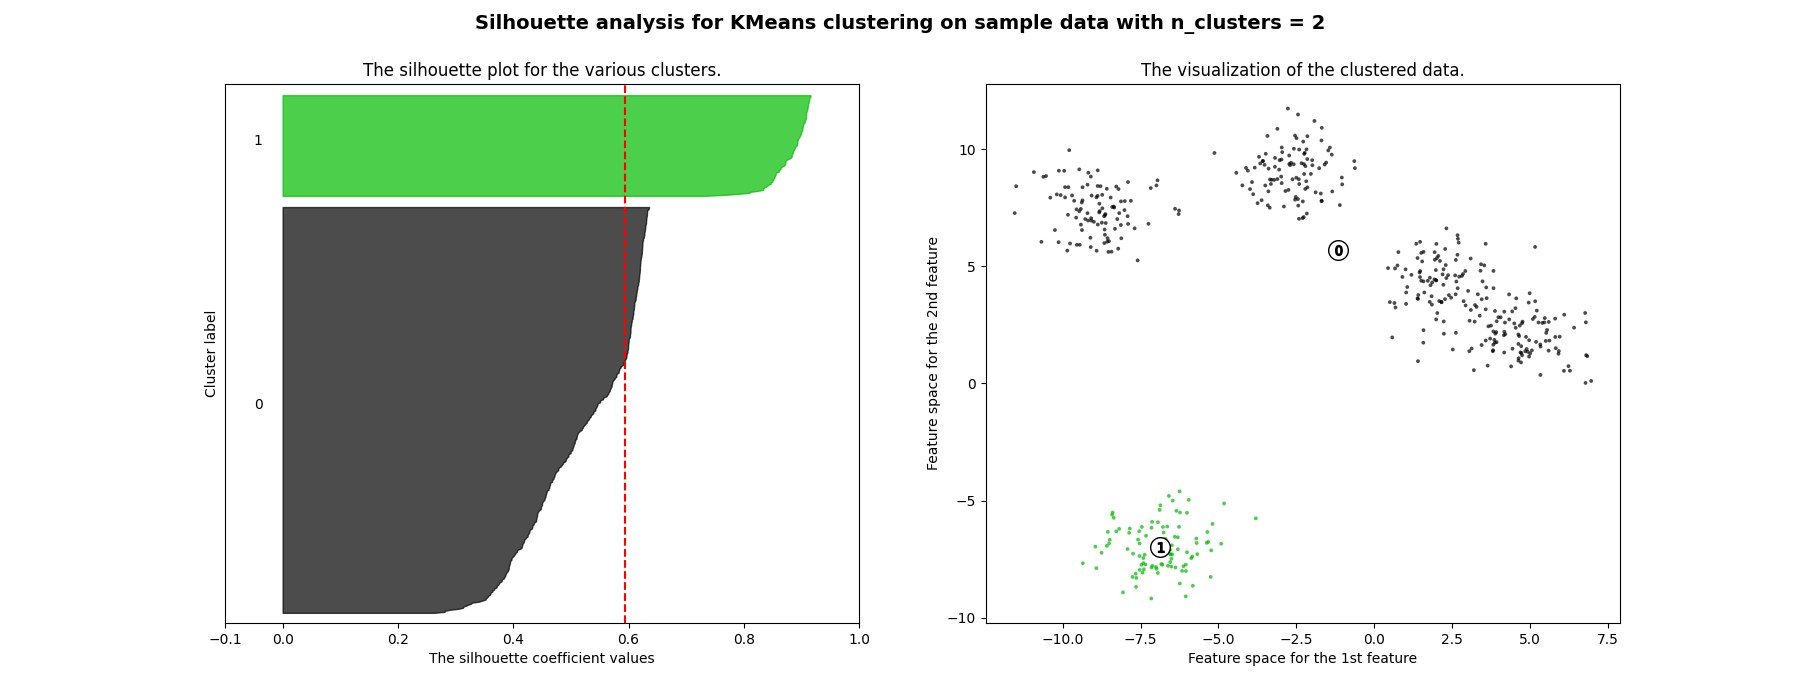 Silhouette analysis for KMeans clustering on sample data with n_clusters = 2
The silhouette plot for the various clusters.
1
0
Cluster label
−0.1 0.0 0.2 0.4 0.6 0.8 1.0
The silhouette coefficient values
The visualization of the clustered data.
10
5
0
−5
−10
0
1
Feature space for the 2nd feature
−10.0 −7.5 −5.0 −2.5 0.0 2.5 5.0 7.5
Feature space for the 1st feature